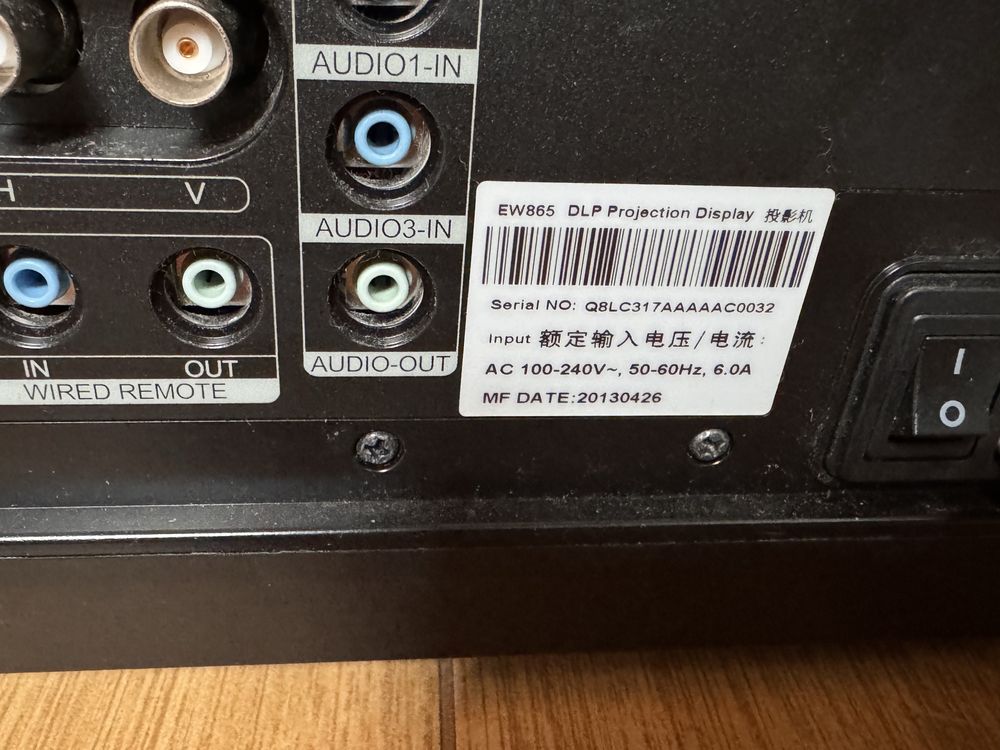 AUDIO1-IN
H V
AUDIO3-IN
IN OUT
WIRED REMOTE
AUDIO-OUT
EW865 DLP Projection Display 投影机
Serial NO: Q8LC317AAAAAC0032
Input 额定输入电压/电流:
AC 100-240V~, 50-60Hz, 6.0A
MF DATE:20130426
I
O